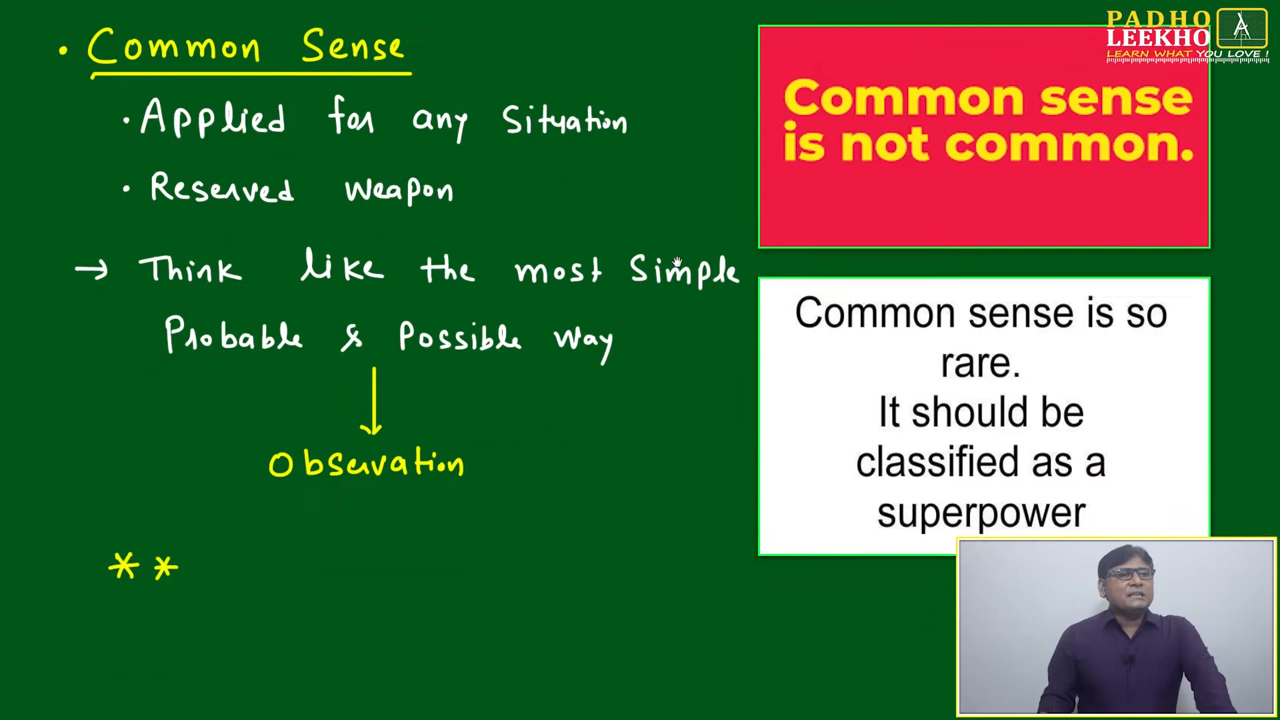 • Common Sense
• Applied for any Situation
• Reserved Weapon
→ Think like the most Simple
Probable & Possible Way
Observation
**
PADHO
LEEKHO
LEARN WHAT YOU LOVE !
Common sense
is not common.
Common sense is so
rare.
It should be
classified as a
superpower